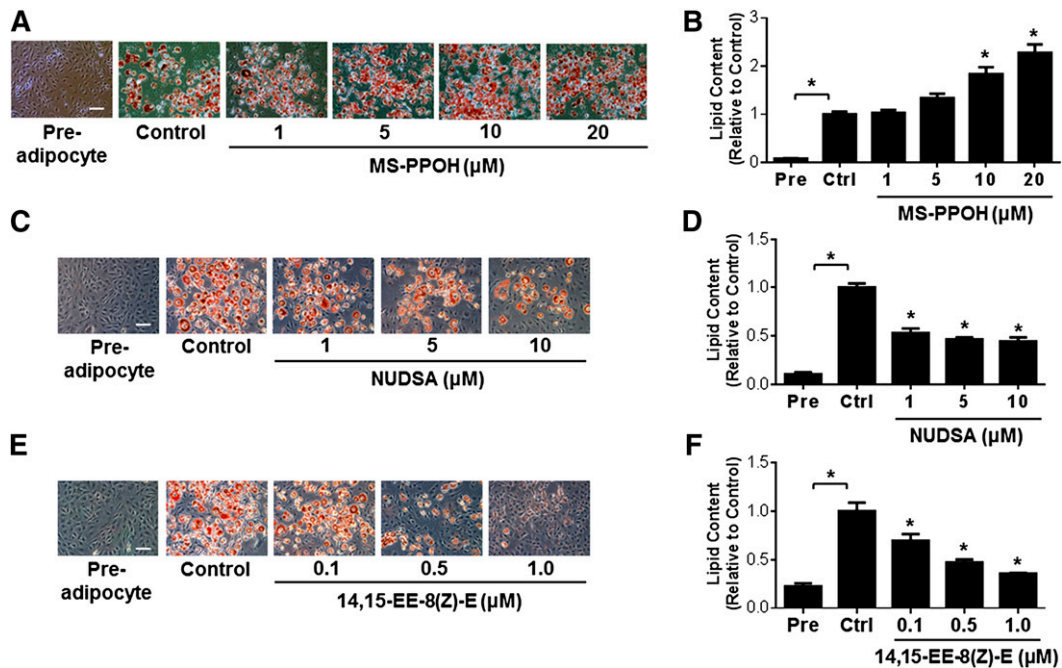 A
Pre-
adipocyte
Control
1
5
10
20
MS-PPOH (µM)
B
Lipid Content
(Relative to Control)
3
2
1
0
*
*
*
Pre
Ctrl
1
5
10
20
MS-PPOH (µM)
C
Pre-
adipocyte
Control
1
5
10
NUDSA (µM)
D
Lipid Content
(Relative to Control)
1.5
1.0
0.5
0.0
*
*
*
*
Pre
Ctrl
1
5
10
NUDSA (µM)
E
Pre-
adipocyte
Control
0.1
0.5
1.0
14,15-EE-8(Z)-E (µM)
F
Lipid Content
(Relative to Control)
1.5
1.0
0.5
0.0
*
*
*
*
Pre
Ctrl
0.1
0.5
1.0
14,15-EE-8(Z)-E (µM)